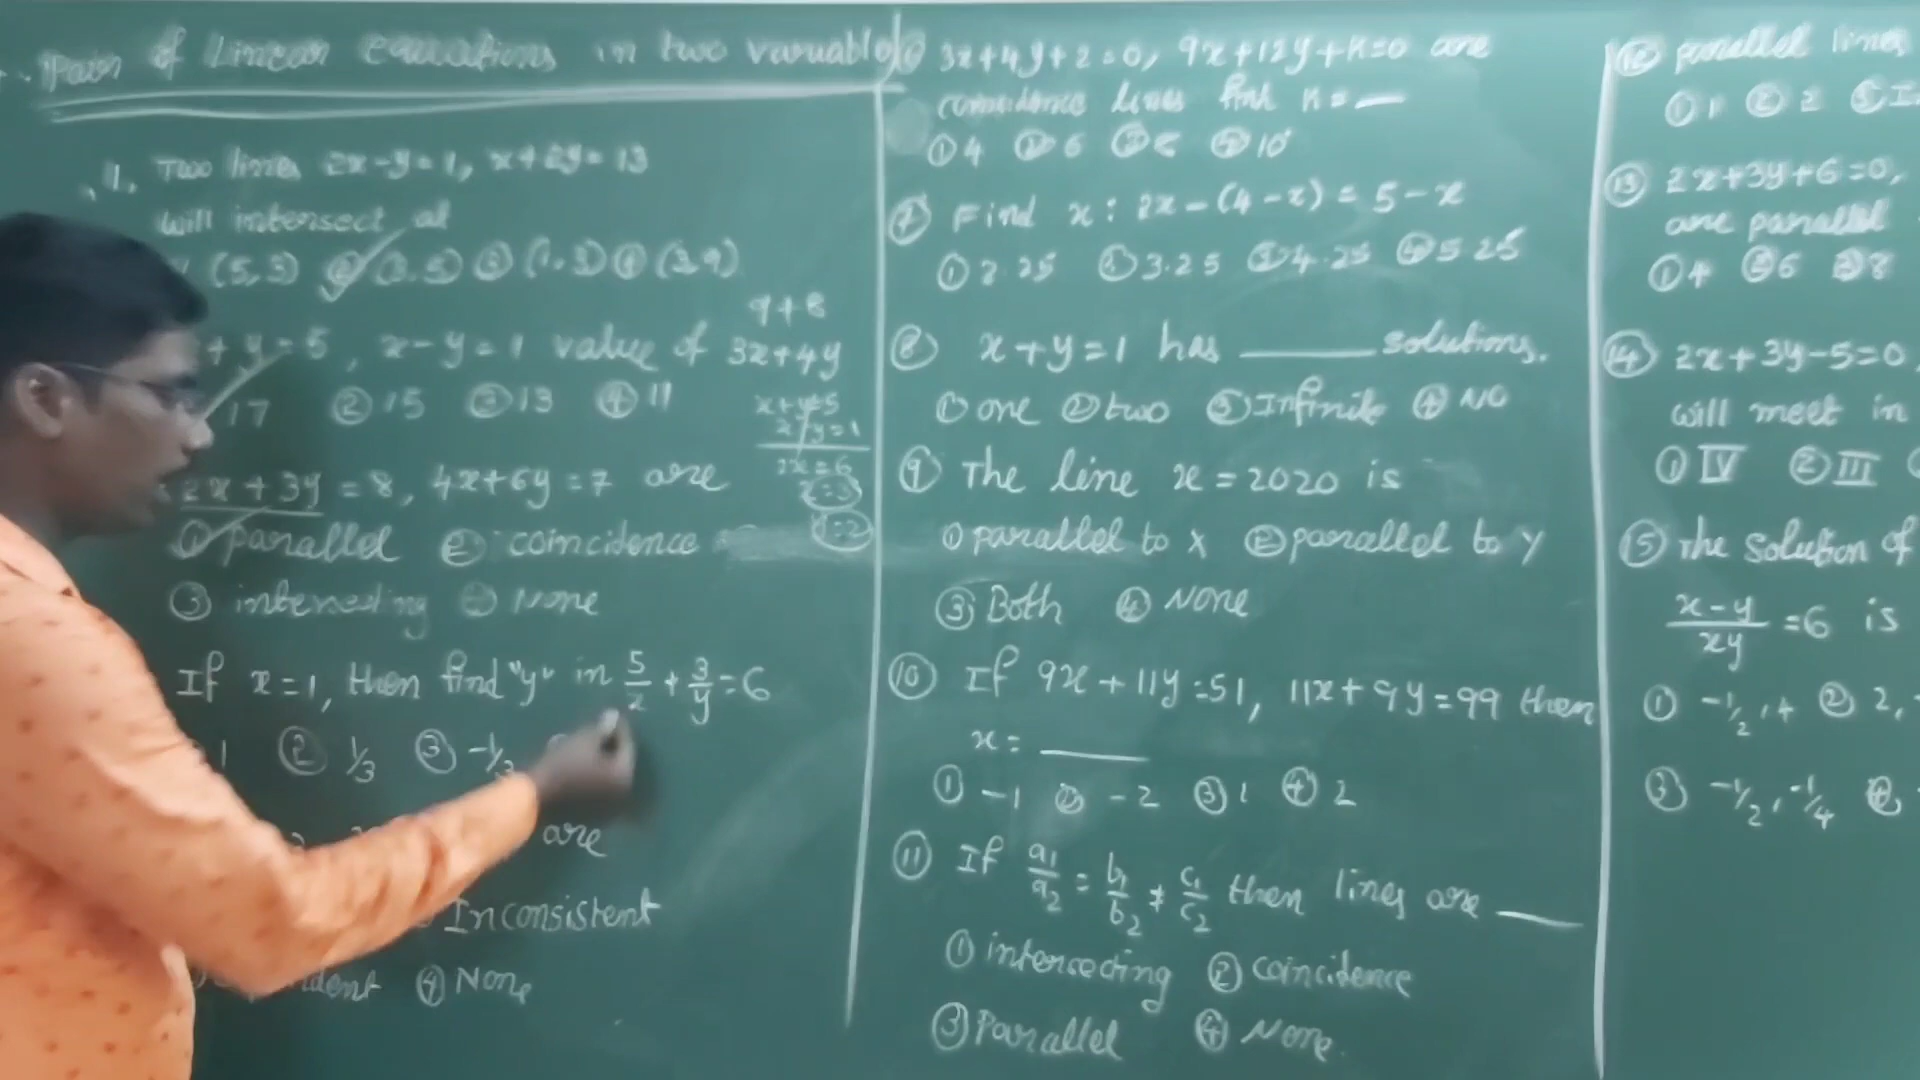 Pair of Linear equations in two variables
1. Two lines 2x-y=1, x+2y=13
will intersect at
(5,3) ② (3,5) ③ (1,3) ④ (3,9)
9+8
+y=5, x-y=1 value of 3x+4y
17 ② 15 ③ 13 ④ 11
x+y=5
x-y=1
2x=6
x=3
y=2
2x+3y=8, 4x+6y=7 are
① parallel ② coincidence
③ intersecting ④ None
If x=1, then find "y" in 5/x + 3/y = 6
1 ② 1/3 ③ -1/3
are
Inconsistent
dent ④ None
3x+4y+2=0, 9x+12y+K=0 are
coincidence lines find K= __
① 4 ② 6 ③ 8 ④ 10
⑦ Find x: 2x-(4-x)=5-x
① 2.25 ② 3.25 ③ 4.25 ④ 5.25
⑧ x+y=1 has ______ solutions.
① one ② two ③ Infinite ④ NO
⑨ The line x=2020 is
① parallel to X ② parallel to Y
③ Both ④ None
⑩ If 9x+11y=51, 11x+9y=99 then
x= ____
① -1 ② -2 ③ 1 ④ 2
⑪ If a1/a2 = b1/b2 ≠ c1/c2 then lines are ____
① intersecting ② coincidence
③ Parallel ④ None.
⑫ parallel lines
① 1 ② 2 ③ I
⑬ 2x+3y+6=0,
are parallel
① 4 ② 6 ③ 8
⑭ 2x+3y-5=0,
will meet in
① IV ② III
⑮ The solution of
x-y/xy =6 is
① -1/2, 4 ② 2,
③ -1/2, -1/4 ④